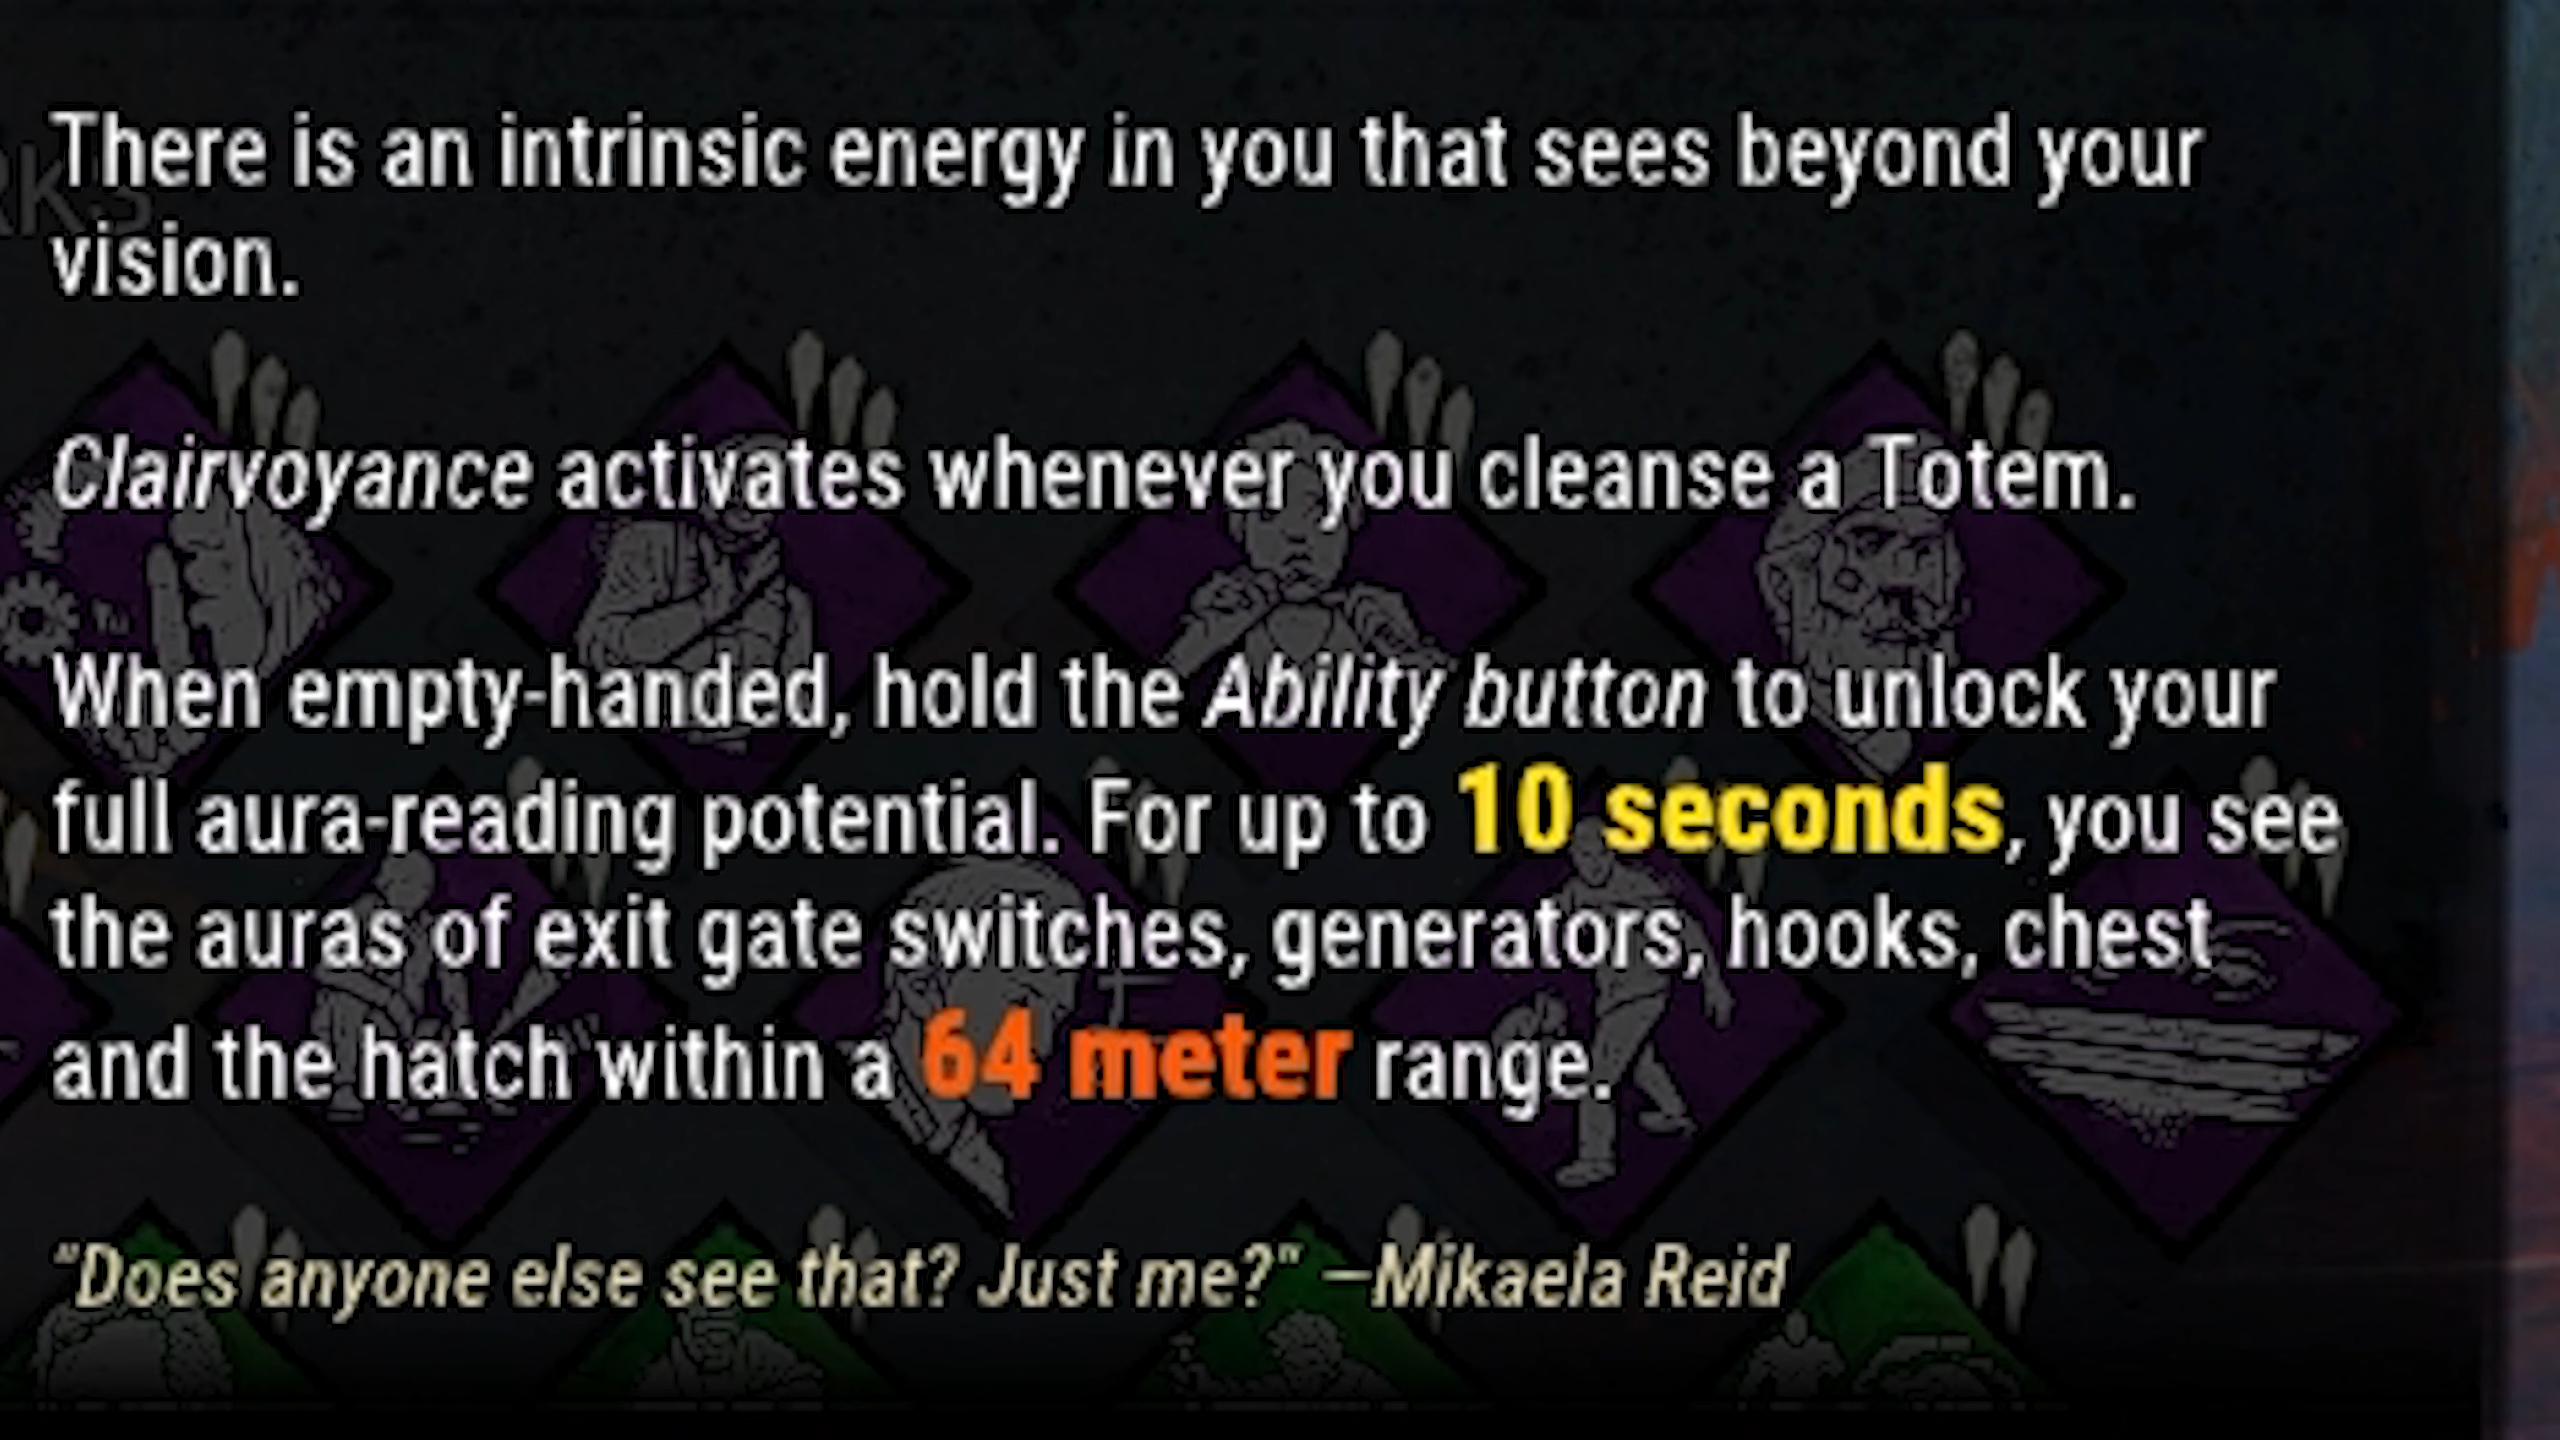 There is an intrinsic energy in you that sees beyond your
vision.
Clairvoyance activates whenever you cleanse a Totem.
When empty-handed, hold the Ability button to unlock your
full aura-reading potential. For up to 10 seconds, you see
the auras of exit gate switches, generators, hooks, chest
and the hatch within a 64 meter range.
"Does anyone else see that? Just me?" —Mikaela Reid